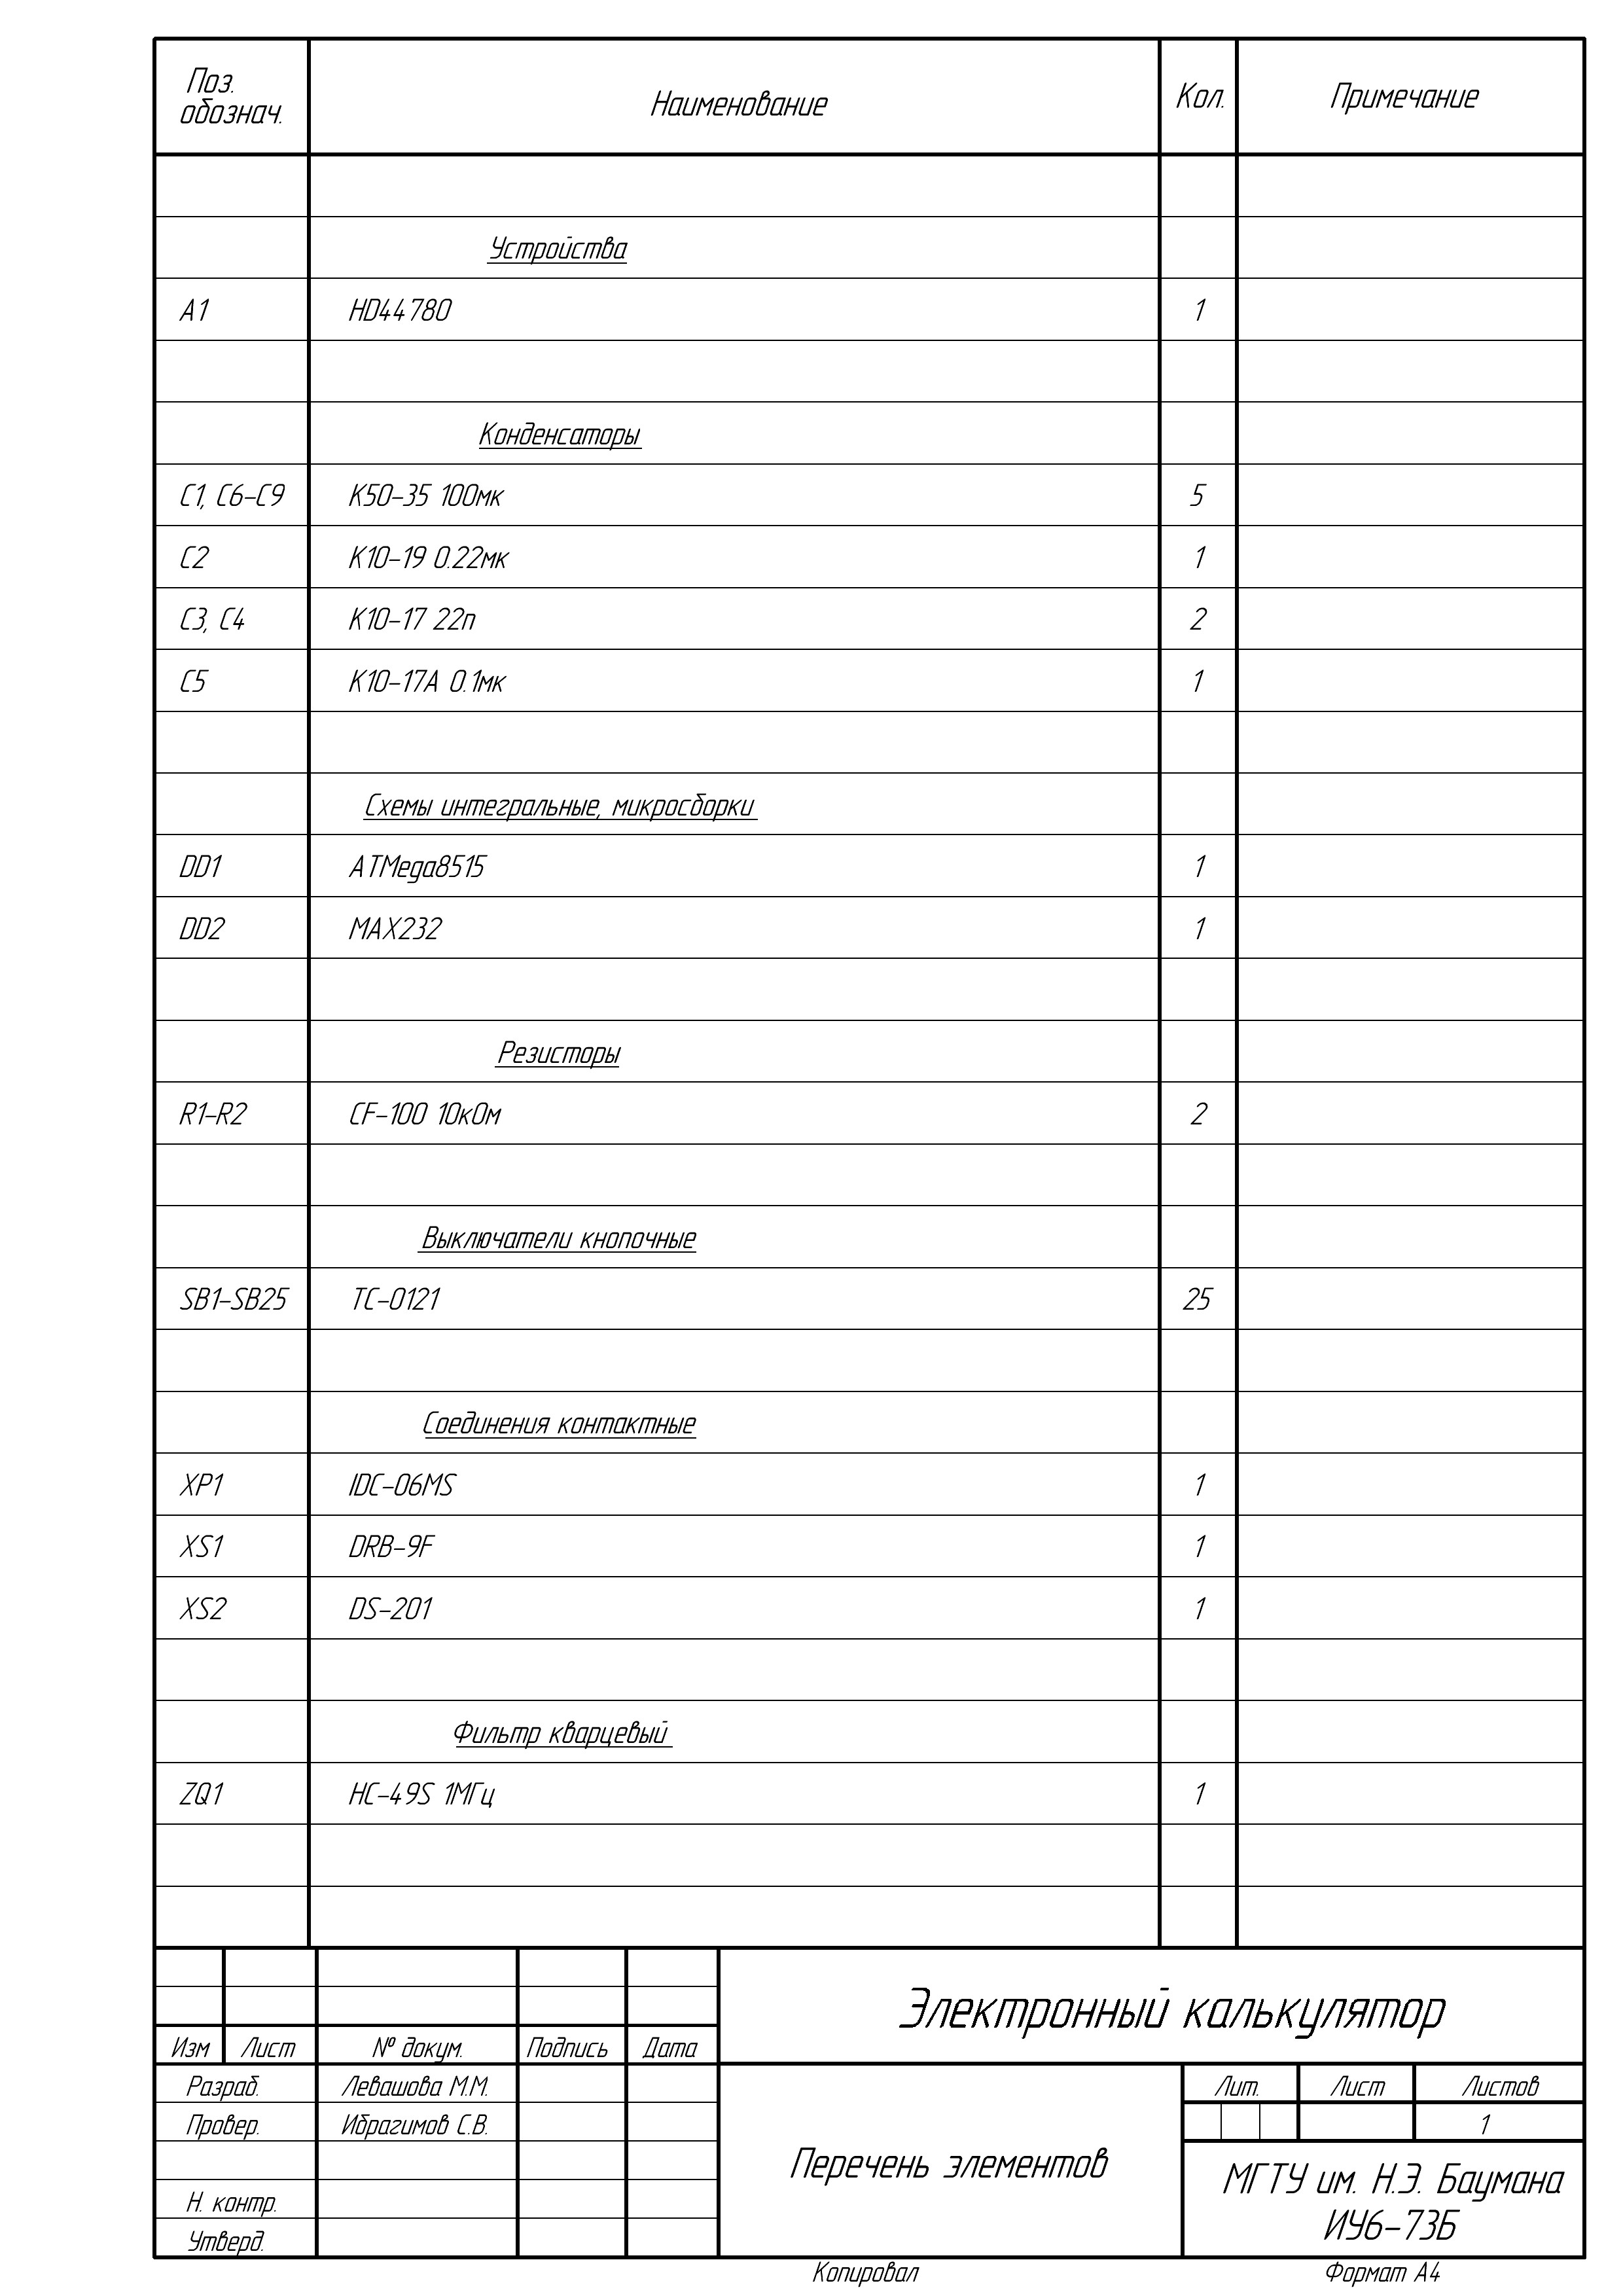 Поз. обознач. Наименование Кол. Примечание
Устройства
A1 HD44780 1
Конденсаторы
C1, C6-C9 К50-35 100мк 5
C2 К10-19 0.22мк 1
C3, C4 К10-17 22п 2
C5 К10-17А 0.1мк 1
Схемы интегральные, микросборки
DD1 ATMega8515 1
DD2 MAX232 1
Резисторы
R1-R2 CF-100 10кОм 2
Выключатели кнопочные
SB1-SB25 TC-0121 25
Соединения контактные
XP1 IDC-06MS 1
XS1 DRB-9F 1
XS2 DS-201 1
Фильтр кварцевый
ZQ1 HC-49S 1МГц 1
Электронный калькулятор
Изм Лист № докум. Подпись Дата
Разраб. Левашова М.М. Лит. Лист Листов
Провер. Ибрагимов С.В. 1
Перечень элементов
МГТУ им. Н.Э. Баумана
Н. контр.
ИУ6-73Б
Утверд.
Копировал Формат А4